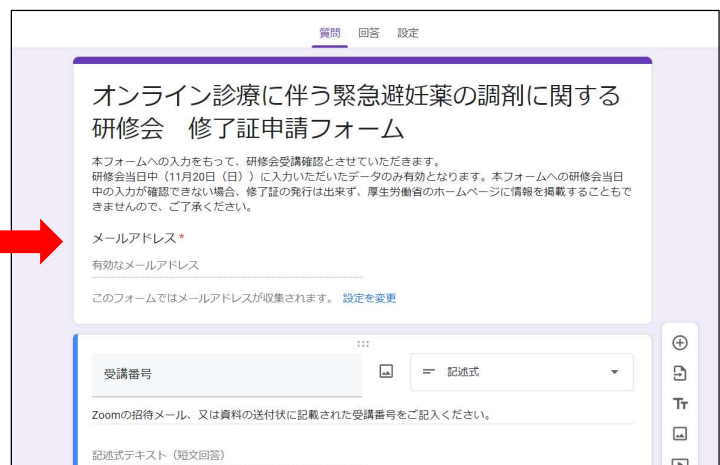 質問 回答 設定
オンライン診療に伴う緊急避妊薬の調剤に関する
研修会 修了証申請フォーム
本フォームへの入力をもって、研修会受講確認とさせていただきます。
研修会当日中（11月20日（日））に入力いただいたデータのみ有効となります。本フォームへの研修会当日
中の入力が確認できない場合、修了証の発行は出来ず、厚生労働省のホームページに情報を掲載することもで
きませんので、ご了承ください。
メールアドレス *
有効なメールアドレス
このフォームではメールアドレスが収集されます。 設定を変更
受講番号
記述式
Zoomの招待メール、又は資料の送付状に記載された受講番号をご記入ください。
記述式テキスト（短文回答）
Tт